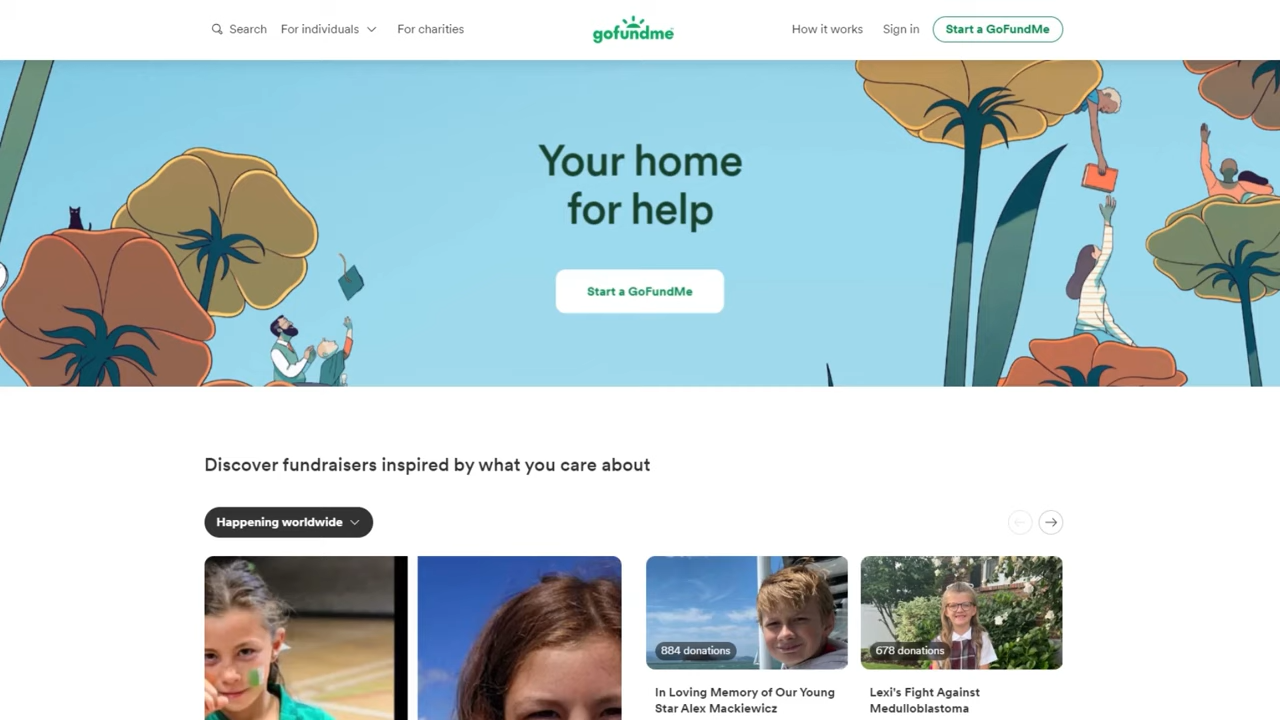 Search
For individuals
For charities
gofundme
How it works
Sign in
Start a GoFundMe
Your home
for help
Start a GoFundMe
Discover fundraisers inspired by what you care about
Happening worldwide
884 donations
678 donations
In Loving Memory of Our Young
Star Alex Mackiewicz
Lexi's Fight Against
Medulloblastoma